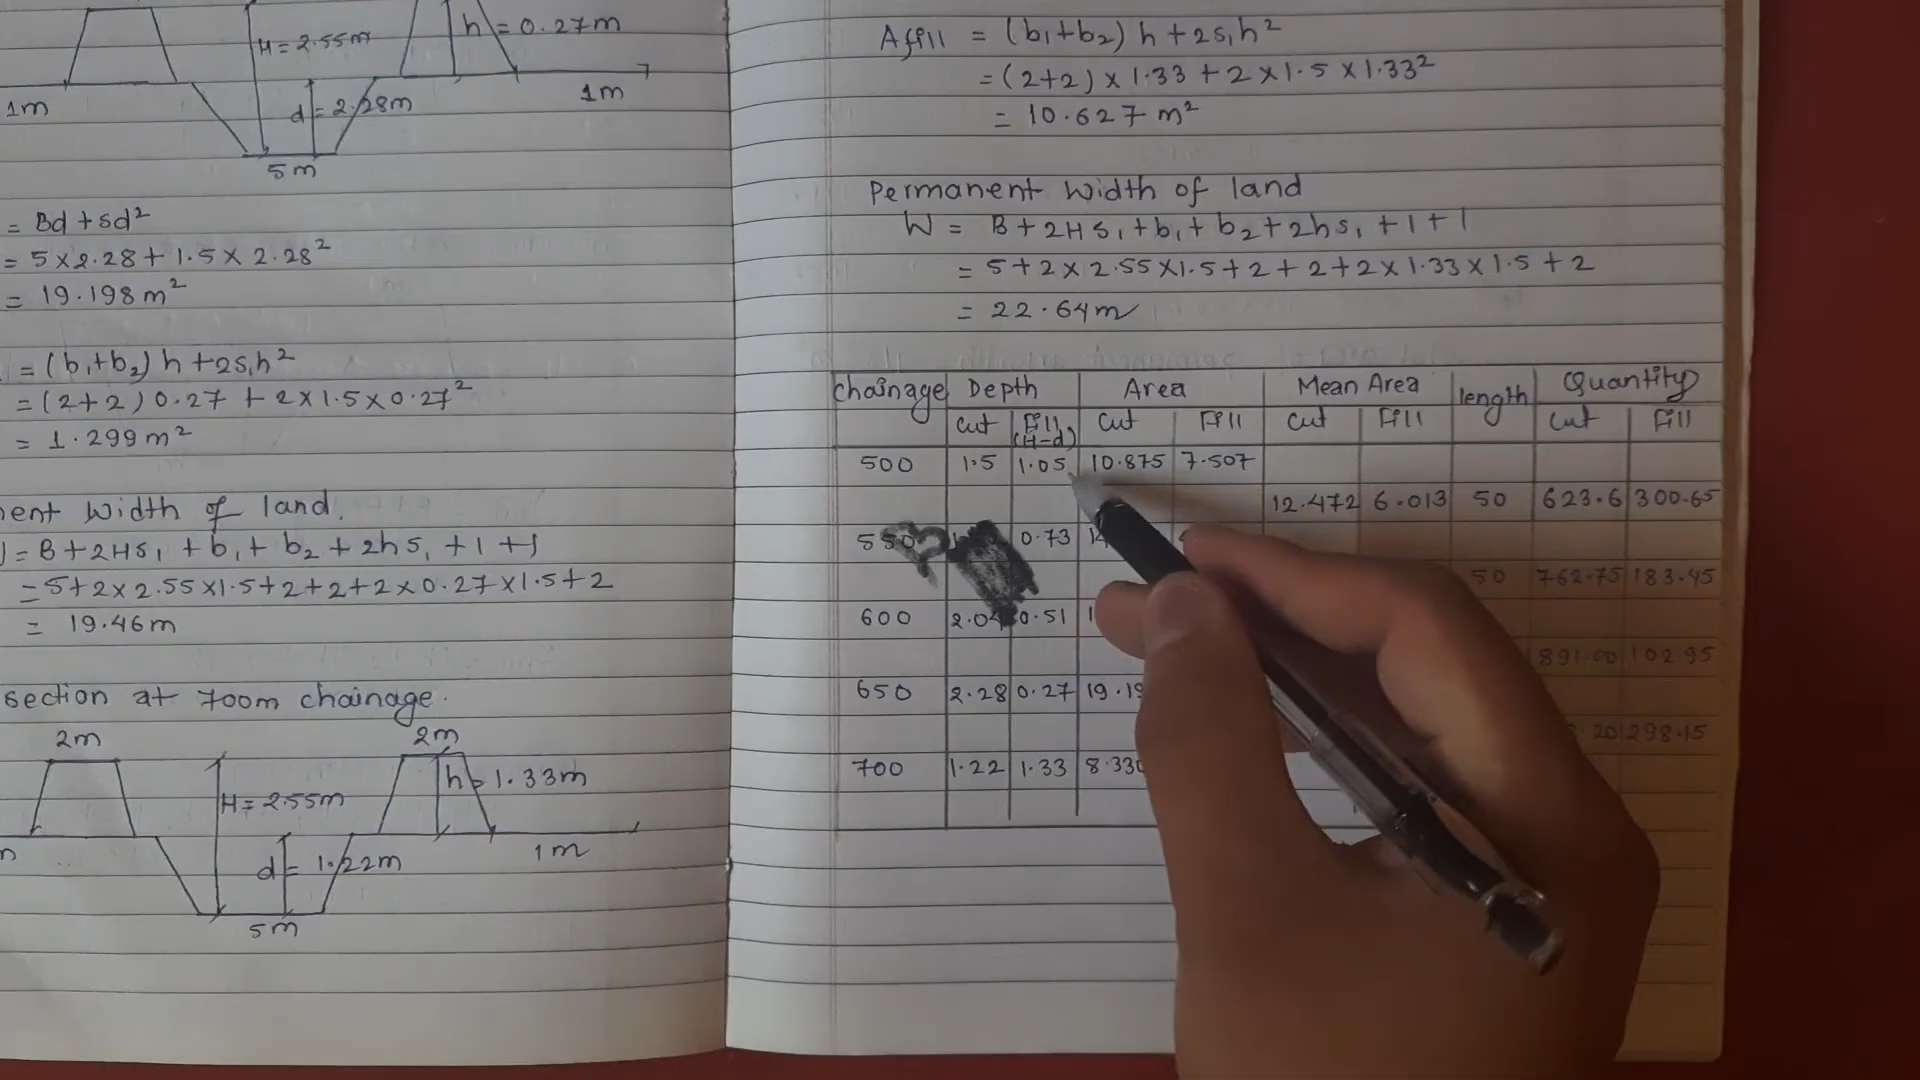 H = 2.55m
h = 0.27m
1m
d = 2.28m
1m
5m
= Bd + sd²
= 5 × 2.28 + 1.5 × 2.28²
= 19.198 m²
= (b₁+b₂) h + 2s₁h²
= (2+2) 0.27 + 2 × 1.5 × 0.27²
= 1.299 m²
width of land.
= B + 2Hs₁ + b₁ + b₂ + 2hs₁ + 1 + 1
= 5 + 2 × 2.55 × 1.5 + 2 + 2 + 2 × 0.27 × 1.5 + 2
= 19.46 m
section at 700m chainage.
2m
2m
H = 2.55m
h = 1.33m
d = 1.22m
1m
5m
A fill = (b₁+b₂) h + 2s₁h²
= (2+2) × 1.33 + 2 × 1.5 × 1.33²
= 10.627 m²
Permanent width of land
W = B + 2Hs₁ + b₁ + b₂ + 2hs₁ + 1 + 1
= 5 + 2 × 2.55 × 1.5 + 2 + 2 + 2 × 1.33 × 1.5 + 2
= 22.64 m
chainage Depth Area Mean Area length Quantity
cut Fill (H-d) cut Fill cut Fill cut Fill
500 1.5 1.05 10.875 7.507
12.472 6.013 50 623.6 300.65
550 0.73
50 762.75 183.45
600 2.04 0.51
891.00 102.95
650 2.28 0.27
298.15
700 1.22 1.33